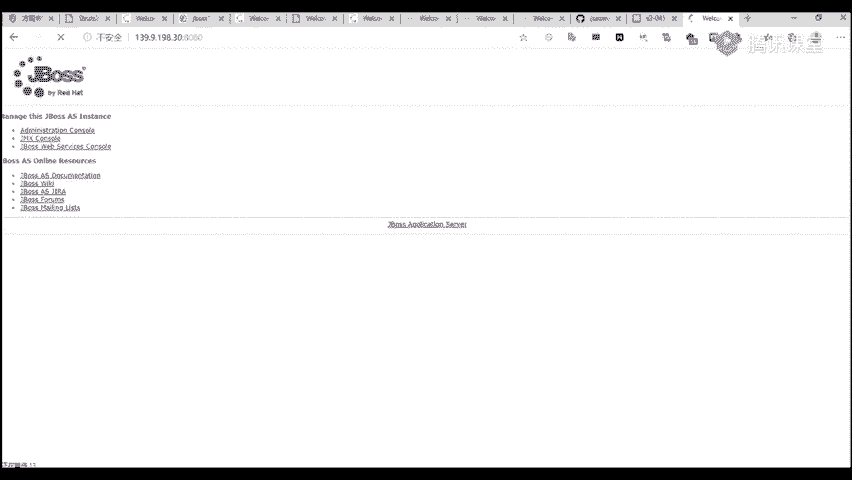 不安全 139.9.198.30:8080
腾讯课堂
JBoss
by Red Hat
Manage this JBoss AS Instance
Administration Console
JMX Console
JBoss Web Services Console
JBoss AS Online Resources
JBoss AS Documentation
JBoss Wiki
JBoss AS JIRA
JBoss Forums
JBoss Mailing Lists
JBoss Application Server